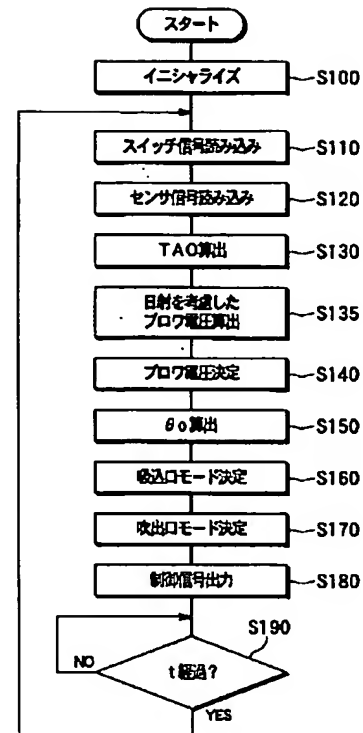 スタート
イニシャライズ
S100
スイッチ信号読み込み
S110
センサ信号読み込み
S120
TAO算出
S130
日射を考慮した
ブロワ電圧算出
S135
ブロワ電圧決定
S140
θo算出
S150
吸込口モード決定
S160
吹出口モード決定
S170
制御信号出力
S180
S190
t経過?
NO
YES